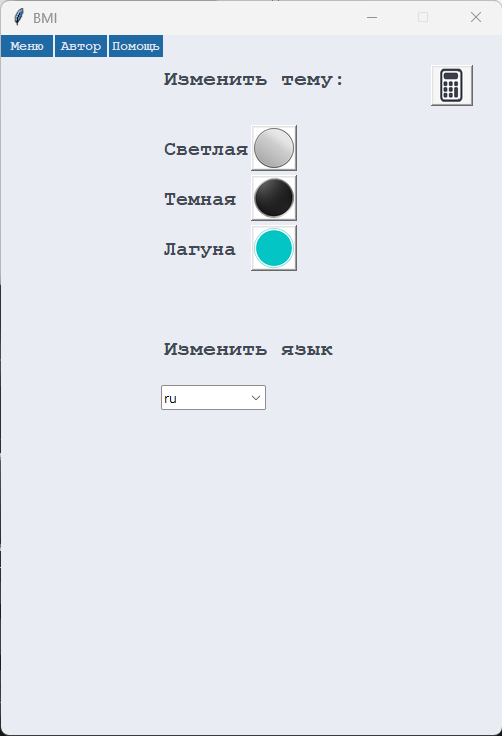 BMI
Меню Автор Помощь
Изменить тему:
Светлая
Темная
Лагуна
Изменить язык
ru